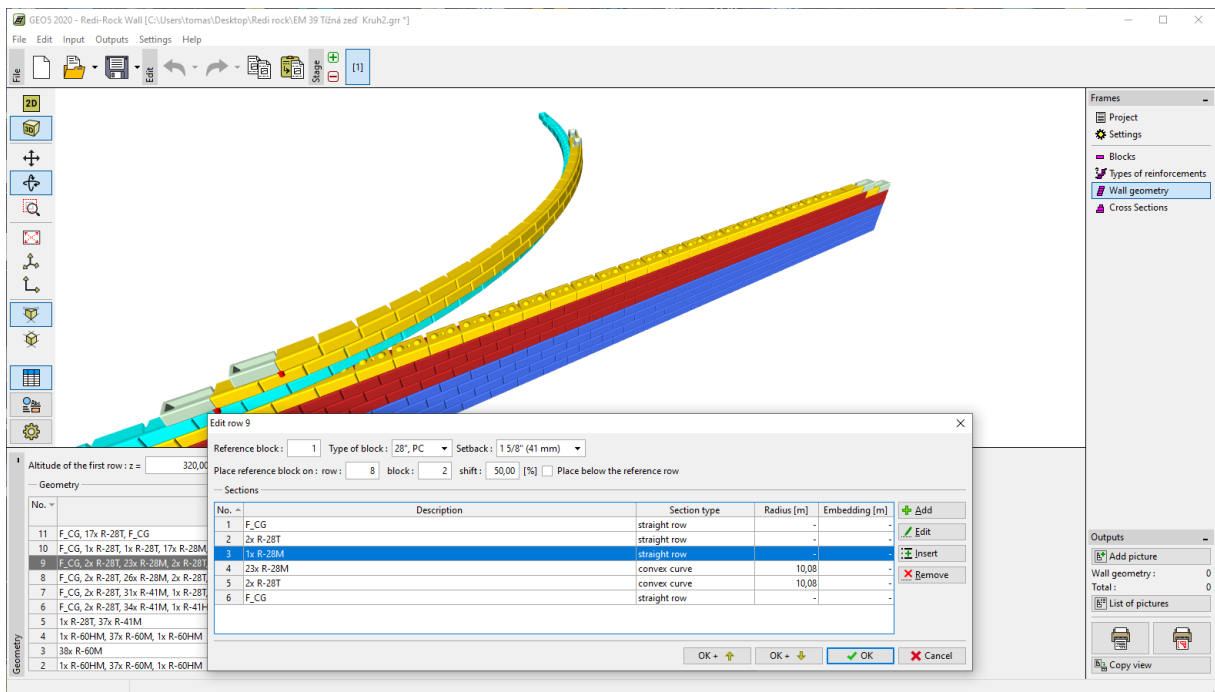 GEO5 2020 - Redi-Rock Wall [C:\Users\tomas\Desktop\Redi rock\EM 39 Tížná zeď Kruh2.grr *]
File Edit Input Outputs Settings Help
File
Edit
Stage
[1]
2D
3D
Frames
Project
Settings
Blocks
Types of reinforcements
Wall geometry
Cross Sections
Edit row 9
Reference block : 1 Type of block : 28", PC Setback : 1 5/8" (41 mm)
Place reference block on : row : 8 block : 2 shift : 50,00 [%] Place below the reference row
Sections
No. Description Section type Radius [m] Embedding [m]
1 F_CG straight row - -
2 2x R-28T straight row - -
3 1x R-28M straight row - -
4 23x R-28M convex curve 10,08 -
5 2x R-28T convex curve 10,08 -
6 F_CG straight row - -
Add
Edit
Insert
Remove
OK + OK + OK Cancel
Geometry
Altitude of the first row : z = 320,00
Geometry
No.
11 F_CG, 17x R-28T, F_CG
10 F_CG, 1x R-28T, 1x R-28T, 17x R-28M,
9 F_CG, 2x R-28T, 23x R-28M, 2x R-28T,
8 F_CG, 2x R-28T, 26x R-28M, 2x R-28T,
7 F_CG, 2x R-28T, 31x R-41M, 1x R-28T,
6 F_CG, 2x R-28T, 34x R-41M, 1x R-41H
5 1x R-28T, 37x R-41M
4 1x R-60HM, 37x R-60M, 1x R-60HM
3 38x R-60M
2 1x R-60HM, 37x R-60M, 1x R-60HM
Outputs
Add picture
Wall geometry : 0
Total : 0
List of pictures
Copy view